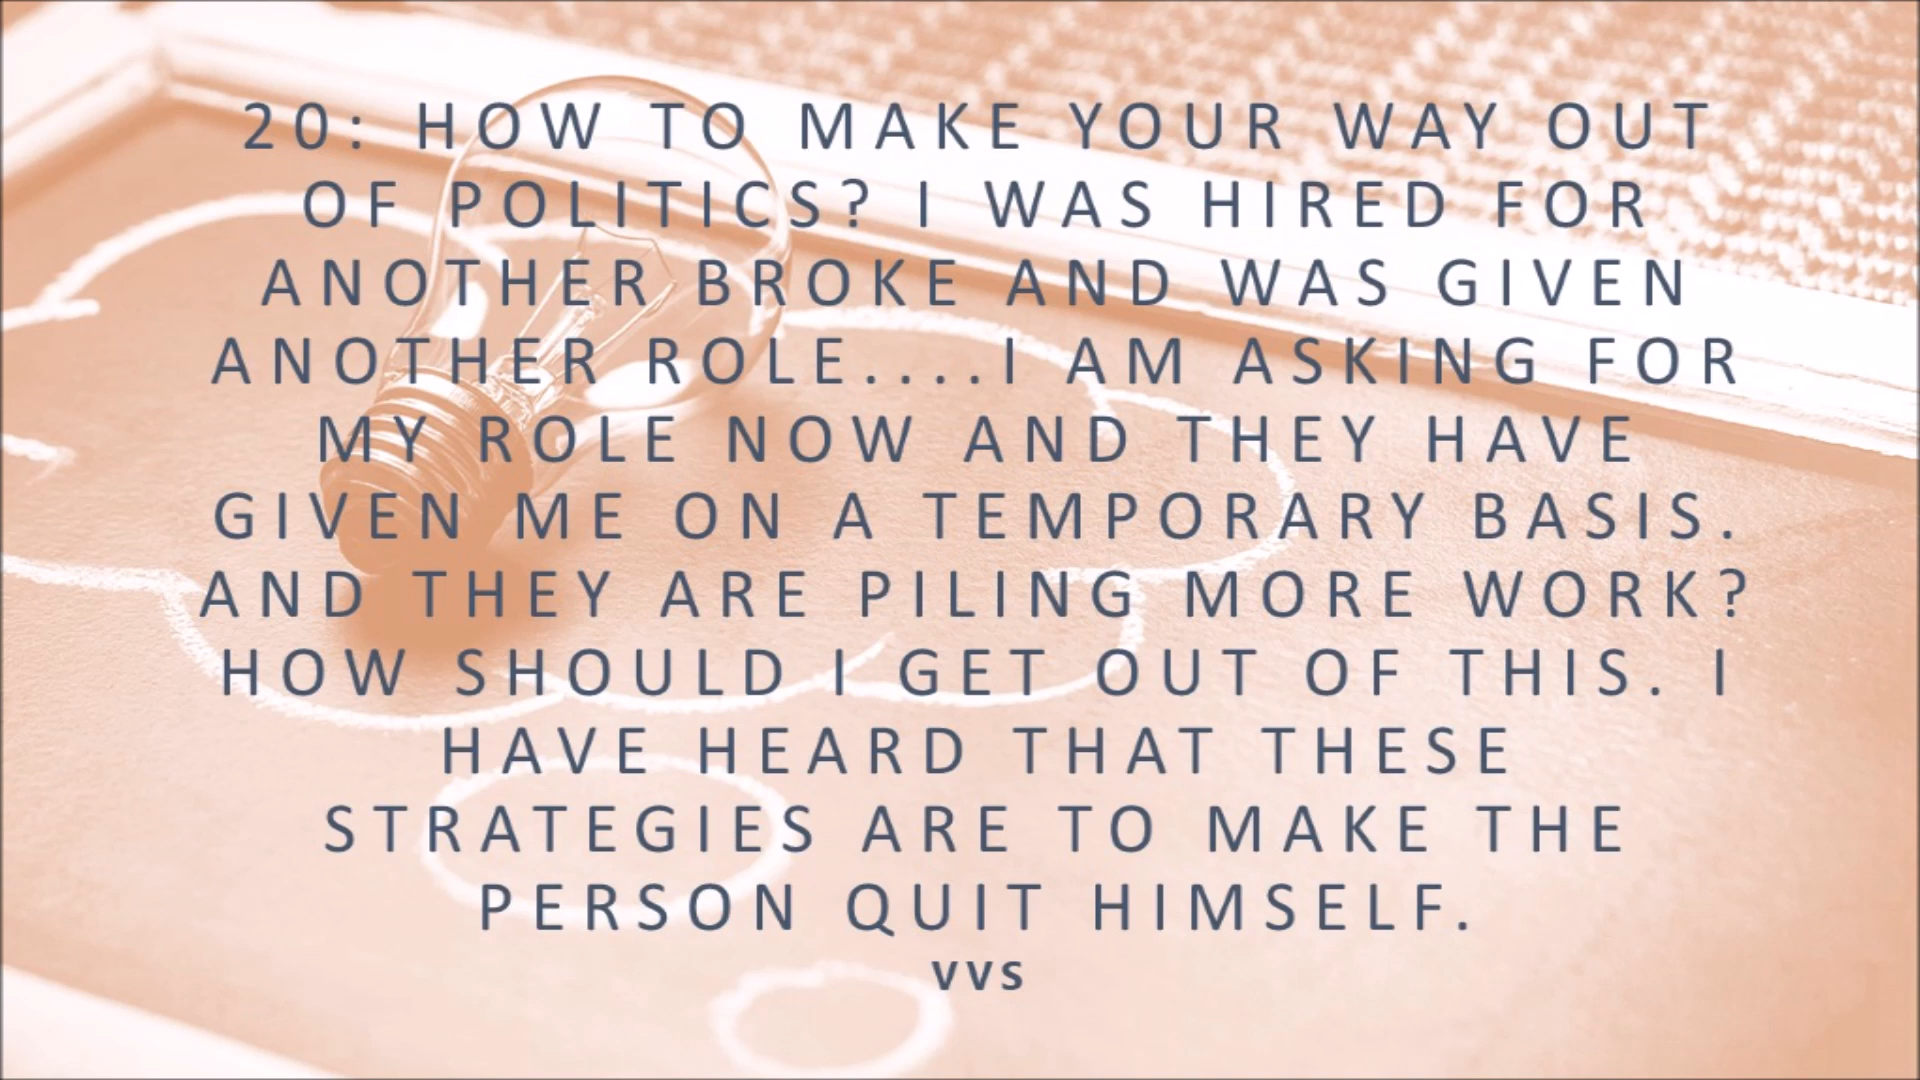 20: HOW TO MAKE YOUR WAY OUT
OF POLITICS? I WAS HIRED FOR
ANOTHER BROKE AND WAS GIVEN
ANOTHER ROLE....I AM ASKING FOR
MY ROLE NOW AND THEY HAVE
GIVEN ME ON A TEMPORARY BASIS.
AND THEY ARE PILING MORE WORK?
HOW SHOULD I GET OUT OF THIS. I
HAVE HEARD THAT THESE
STRATEGIES ARE TO MAKE THE
PERSON QUIT HIMSELF.
VVS